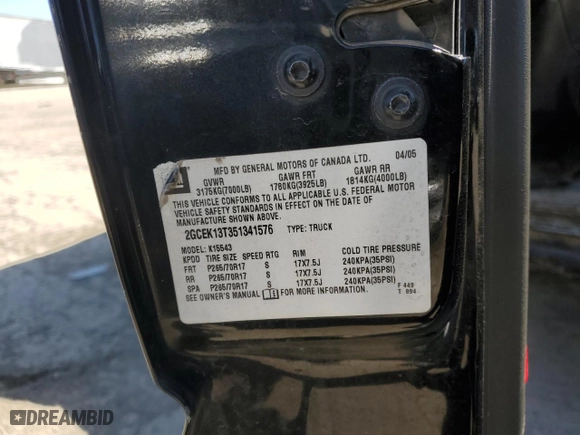 MFD BY GENERAL MOTORS OF CANADA LTD. 04/05
GVWR GAWR FRT GAWR RR
3175KG(7000LB) 1780KG(3925LB) 1814KG(4000LB)
THIS VEHICLE CONFORMS TO ALL APPLICABLE U.S. FEDERAL MOTOR
VEHICLE SAFETY STANDARDS IN EFFECT ON THE DATE OF
MANUFACTURE SHOWN ABOVE.
2GCEK13T351341576 TYPE: TRUCK
MODEL: K15543
KPDD TIRE SIZE SPEED RTG RIM COLD TIRE PRESSURE
FRT P265/70R17 S 17X7.5J 240KPA(35PSI)
RR P265/70R17 S 17X7.5J 240KPA(35PSI)
SPA P265/70R17 S 17X7.5J 240KPA(35PSI)
SEE OWNER'S MANUAL FOR MORE INFORMATION.
F 449
T 094
DREAMBID